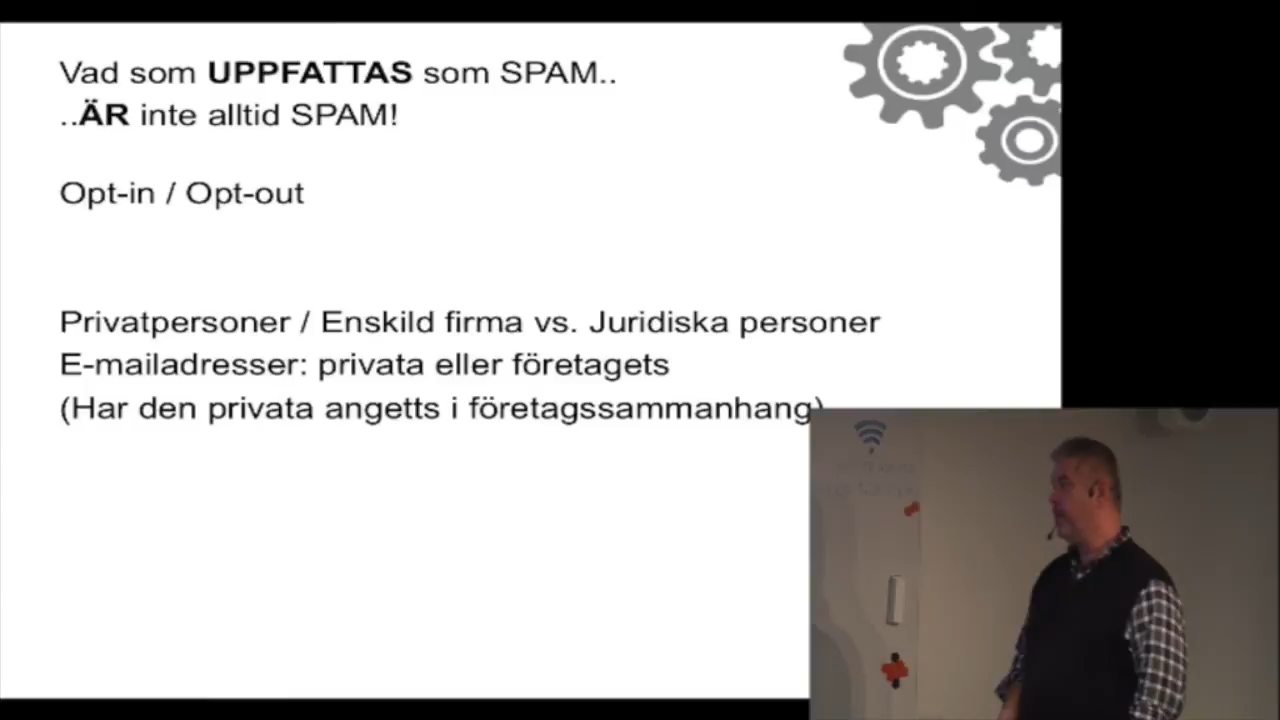 Vad som UPPFATTAS som SPAM..
..ÄR inte alltid SPAM!
Opt-in / Opt-out
Privatpersoner / Enskild firma vs. Juridiska personer
E-mailadresser: privata eller företagets
(Har den privata angetts i företagssammanhang)